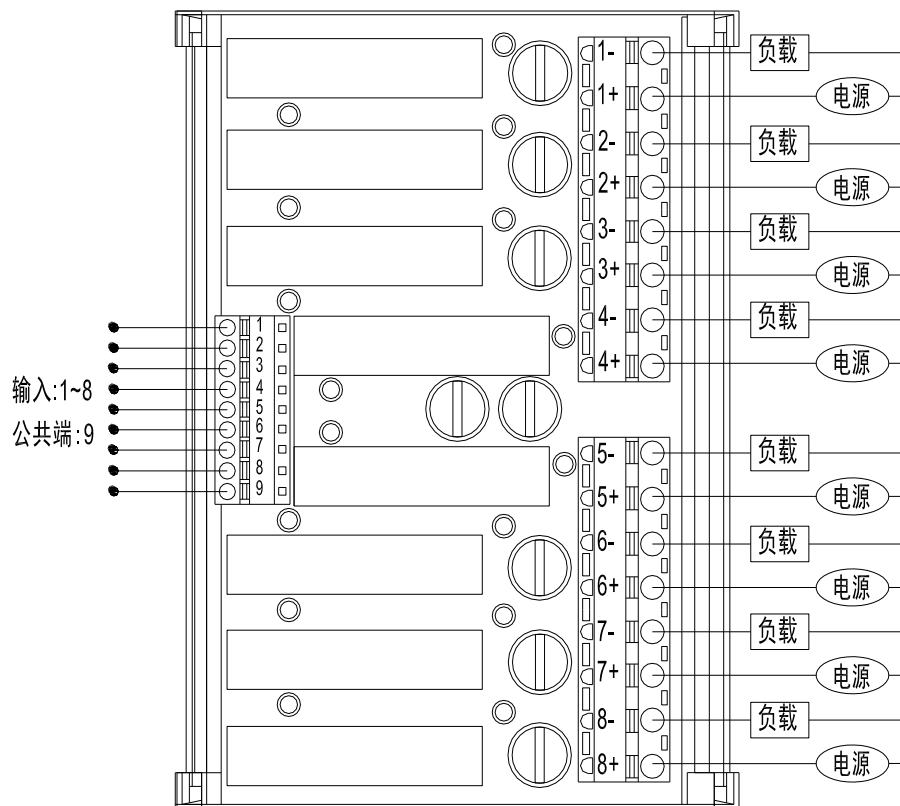 1- 负载
1+ 电源
2- 负载
2+ 电源
3- 负载
3+ 电源
4- 负载
4+ 电源
1
2
3
4
5
6
7
8
9
输入:1~8
公共端:9
5- 负载
5+ 电源
6- 负载
6+ 电源
7- 负载
7+ 电源
8- 负载
8+ 电源